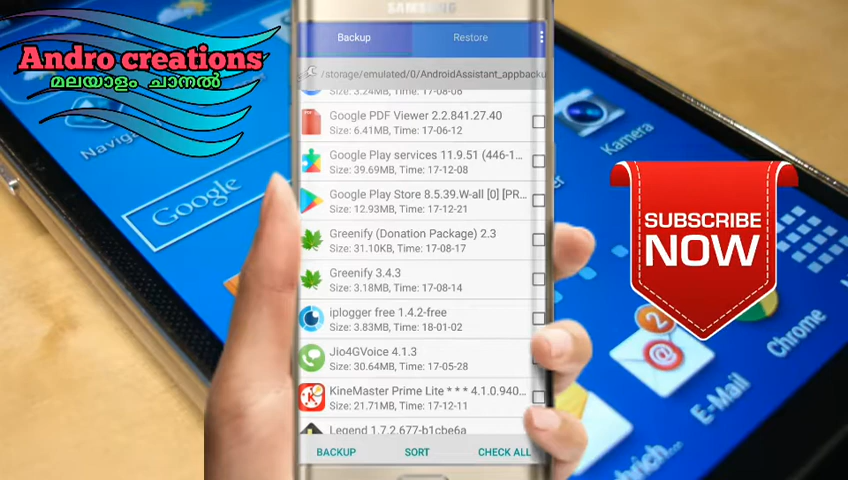 Andro creations
മലയാളം ചാനൽ
SAMSUNG
Backup
Restore
/storage/emulated/0/AndroidAssistant_appbacku
Size: 3.24MB, Time: 17-08-08
Google PDF Viewer 2.2.841.27.40
Size: 6.41MB, Time: 17-06-12
Google Play services 11.9.51 (446-1...
Size: 39.69MB, Time: 17-12-08
Google Play Store 8.5.39.W-all [0] [PR...
Size: 12.93MB, Time: 17-12-21
Greenify (Donation Package) 2.3
Size: 31.10KB, Time: 17-08-17
Greenify 3.4.3
Size: 3.18MB, Time: 17-08-14
iplogger free 1.4.2-free
Size: 3.83MB, Time: 18-01-02
Jio4GVoice 4.1.3
Size: 30.64MB, Time: 17-05-28
KineMaster Prime Lite * * * 4.1.0.940...
Size: 21.71MB, Time: 17-12-11
Legend 1.7.2.677-b1cbe6a
BACKUP
SORT
CHECK ALL
Google
Kamera
SUBSCRIBE
NOW
2
@
Chrome
E-Mail